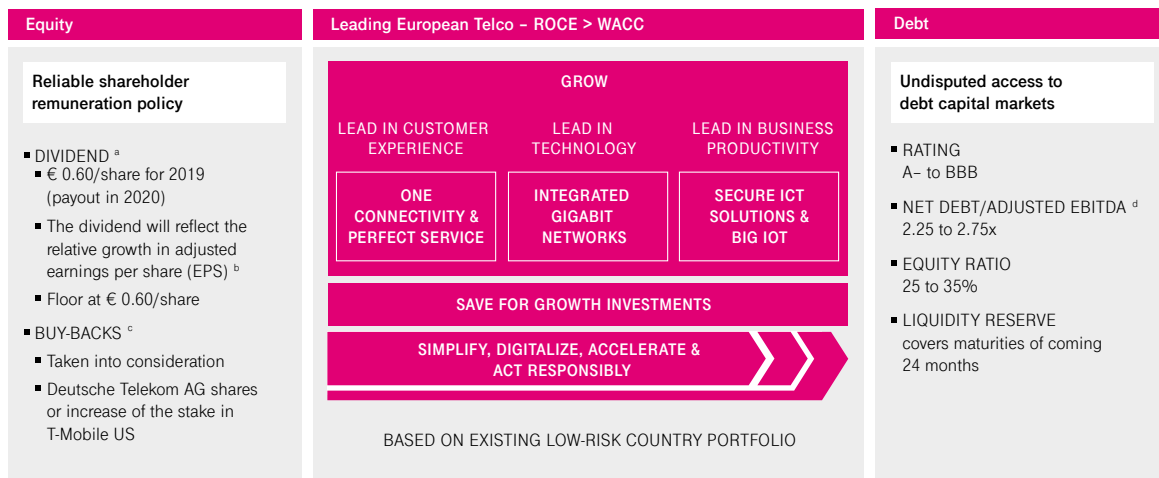 Equity
Reliable shareholder
remuneration policy
▪ DIVIDEND a
▪ € 0.60/share for 2019
(payout in 2020)
▪ The dividend will reflect the
relative growth in adjusted
earnings per share (EPS) b
▪ Floor at € 0.60/share
▪ BUY-BACKS c
▪ Taken into consideration
▪ Deutsche Telekom AG shares
or increase of the stake in
T-Mobile US
Leading European Telco – ROCE > WACC
GROW
LEAD IN CUSTOMER
EXPERIENCE
ONE
CONNECTIVITY &
PERFECT SERVICE
LEAD IN
TECHNOLOGY
INTEGRATED
GIGABIT
NETWORKS
LEAD IN BUSINESS
PRODUCTIVITY
SECURE ICT
SOLUTIONS &
BIG IOT
SAVE FOR GROWTH INVESTMENTS
SIMPLIFY, DIGITALIZE, ACCELERATE &
ACT RESPONSIBLY
BASED ON EXISTING LOW-RISK COUNTRY PORTFOLIO
Debt
Undisputed access to
debt capital markets
▪ RATING
A– to BBB
▪ NET DEBT/ADJUSTED EBITDA d
2.25 to 2.75x
▪ EQUITY RATIO
25 to 35%
▪ LIQUIDITY RESERVE
covers maturities of coming
24 months